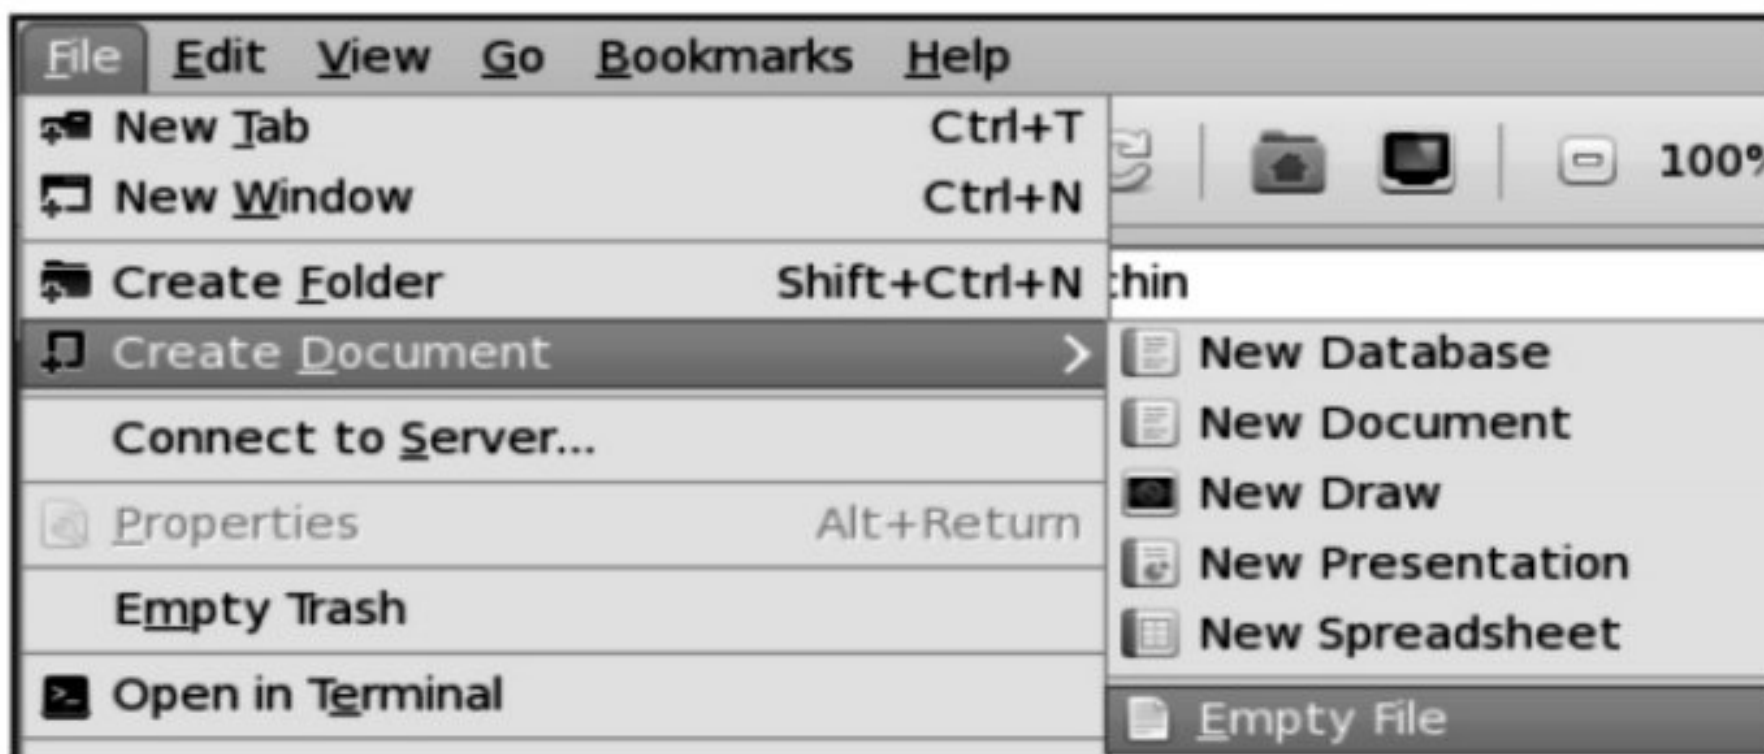 File Edit View Go Bookmarks Help
New Tab Ctrl+T
100%
New Window Ctrl+N
Create Folder Shift+Ctrl+N
Create Document
New Database
New Document
Connect to Server...
New Draw
Properties Alt+Return
New Presentation
Empty Trash
New Spreadsheet
Open in Terminal
Empty File